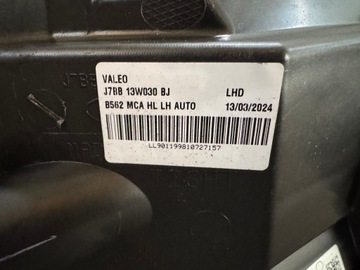 VALEO
J7BB 13W030 BJ LHD
B562 MCA HL LH AUTO 13/03/2024
LL901199810727157